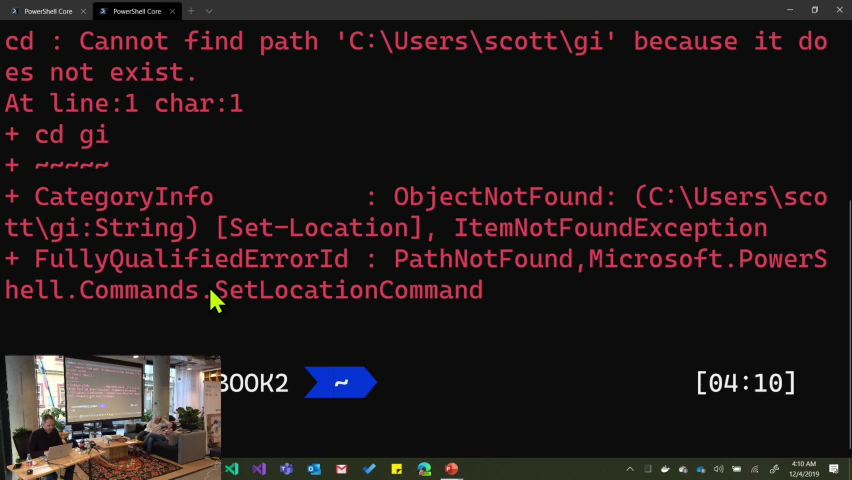 PowerShell Core
PowerShell Core
cd : Cannot find path 'C:\Users\scott\gi' because it do
es not exist.
At line:1 char:1
+ cd gi
+ ~~~~~
+ CategoryInfo          : ObjectNotFound: (C:\Users\sco
tt\gi:String) [Set-Location], ItemNotFoundException
+ FullyQualifiedErrorId : PathNotFound,Microsoft.PowerS
hell.Commands.SetLocationCommand
BOOK2 ~ [04:10]
4:10 AM
12/4/2019